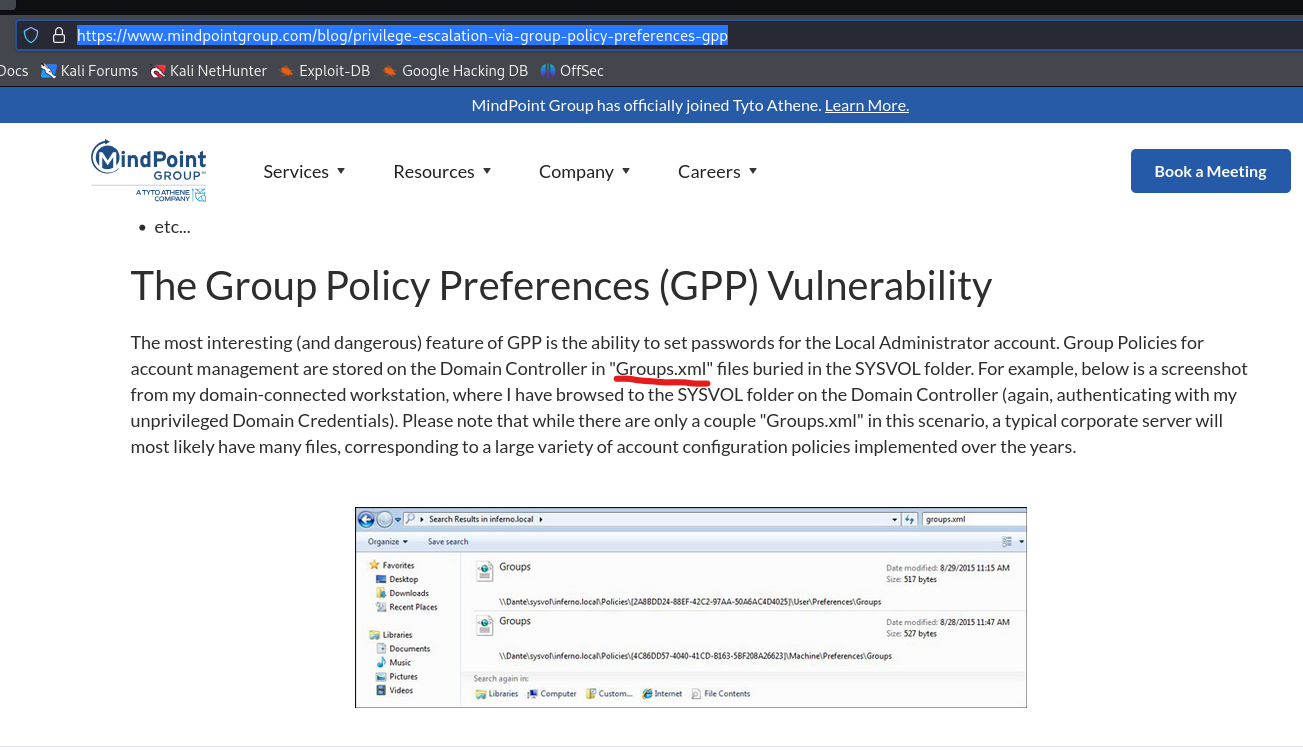 https://www.mindpointgroup.com/blog/privilege-escalation-via-group-policy-preferences-gpp
Docs Kali Forums Kali NetHunter Exploit-DB Google Hacking DB OffSec
MindPoint Group has officially joined Tyto Athene. Learn More.
MindPoint
GROUP
A TYTO ATHENE
COMPANY
Services Resources Company Careers
Book a Meeting
• etc...
The Group Policy Preferences (GPP) Vulnerability
The most interesting (and dangerous) feature of GPP is the ability to set passwords for the Local Administrator account. Group Policies for
account management are stored on the Domain Controller in "Groups.xml" files buried in the SYSVOL folder. For example, below is a screenshot
from my domain-connected workstation, where I have browsed to the SYSVOL folder on the Domain Controller (again, authenticating with my
unprivileged Domain Credentials). Please note that while there are only a couple "Groups.xml" in this scenario, a typical corporate server will
most likely have many files, corresponding to a large variety of account configuration policies implemented over the years.
Search Results in inferno.local
groups.xml
Organize Save search
Favorites
Desktop
Downloads
Recent Places
Libraries
Documents
Music
Pictures
Videos
Groups
Date modified: 8/29/2015 11:15 AM
Size: 517 bytes
\\Dante\sysvol\inferno.local\Policies\{2A8BDD24-88EF-42C2-97AA-50A6AC4D4025}\User\Preferences\Groups
Groups
Date modified: 8/28/2015 11:47 AM
Size: 527 bytes
\\Dante\sysvol\inferno.local\Policies\{4C86DD57-4040-41CD-B163-58F208A26623}\Machine\Preferences\Groups
Search again in:
Libraries Computer Custom... Internet File Contents